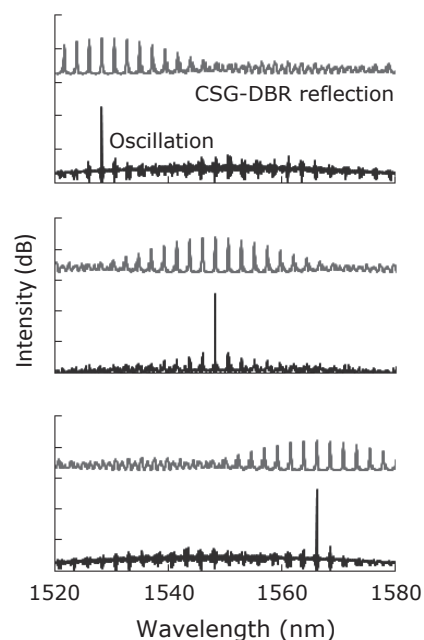 CSG-DBR reflection
Oscillation
Intensity (dB)
1520 1540 1560 1580
Wavelength (nm)